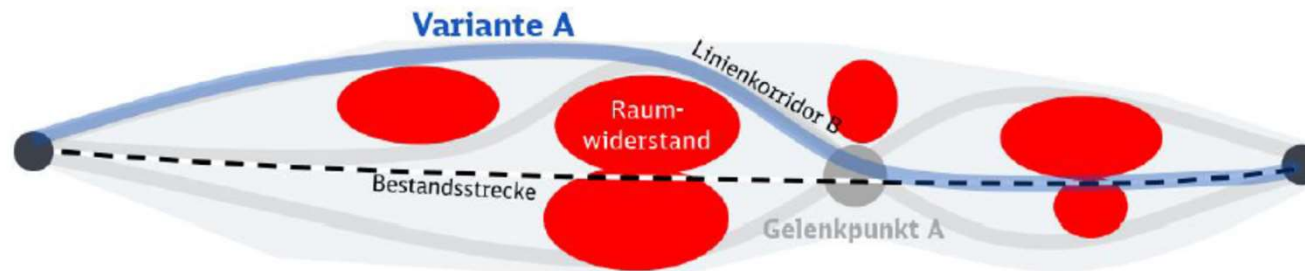 Variante A
Linienkorridor B
Raum-
widerstand
Bestandsstrecke
Gelenkpunkt A